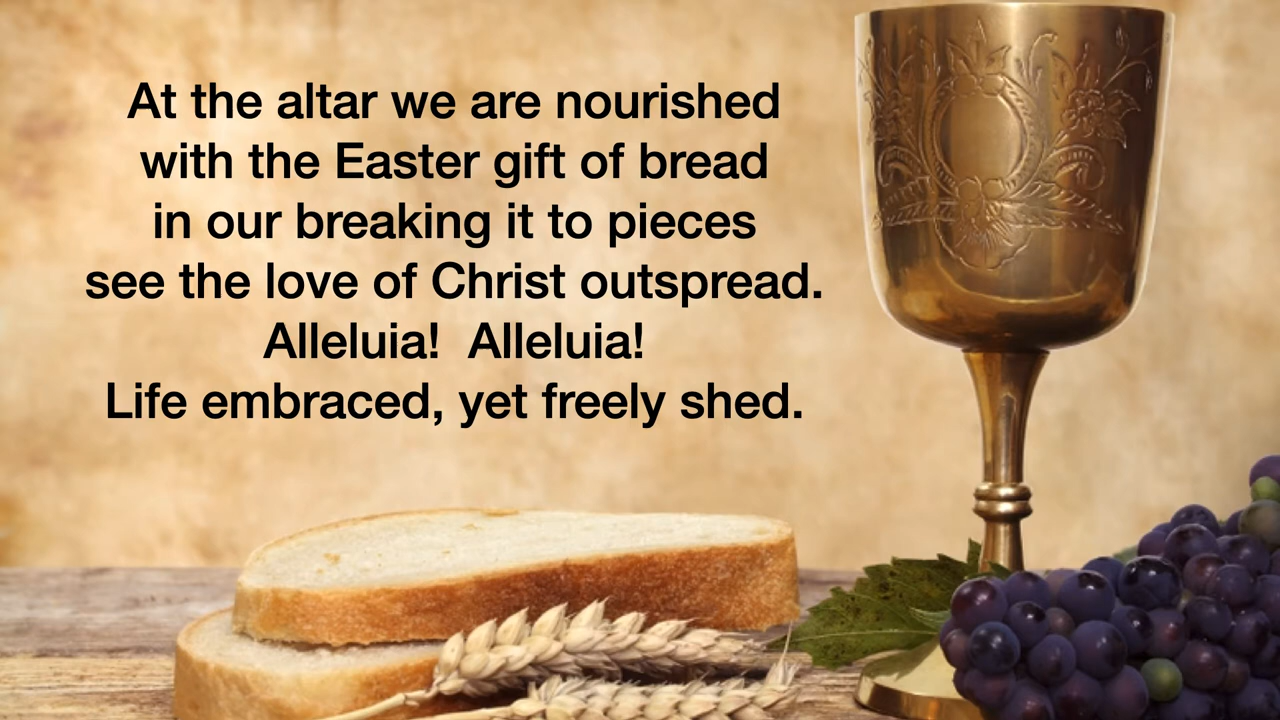 At the altar we are nourished
with the Easter gift of bread
in our breaking it to pieces
see the love of Christ outspread.
Alleluia!  Alleluia!
Life embraced, yet freely shed.